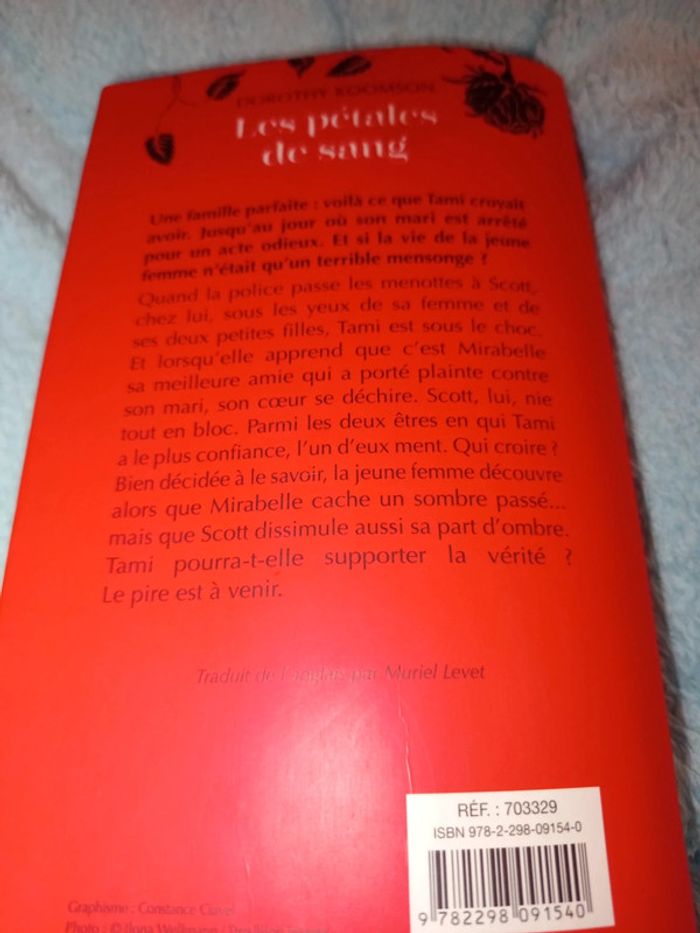 DOROTHY KOOMSON
Les pétales
de sang
Une famille parfaite : voilà ce que Tami croyait
avoir. Jusqu'au jour où son mari est arrêté
pour un acte odieux. Et si la vie de la jeune
femme n'était qu'un terrible mensonge ?
Quand la police passe les menottes à Scott,
chez lui, sous les yeux de sa femme et de
ses deux petites filles, Tami est sous le choc.
Et lorsqu'elle apprend que c'est Mirabelle
sa meilleure amie qui a porté plainte contre
son mari, son cœur se déchire. Scott, lui, nie
tout en bloc. Parmi les deux êtres en qui Tami
a le plus confiance, l'un d'eux ment. Qui croire ?
Bien décidée à le savoir, la jeune femme découvre
alors que Mirabelle cache un sombre passé...
mais que Scott dissimule aussi sa part d'ombre.
Tami pourra-t-elle supporter la vérité ?
Le pire est à venir.
Traduit de l'anglais par Muriel Levet
RÉF. : 703329
ISBN 978-2-298-09154-0
9 782298 091540
Graphisme : Constance Clavel
Photo : © Ilona Wellmann /